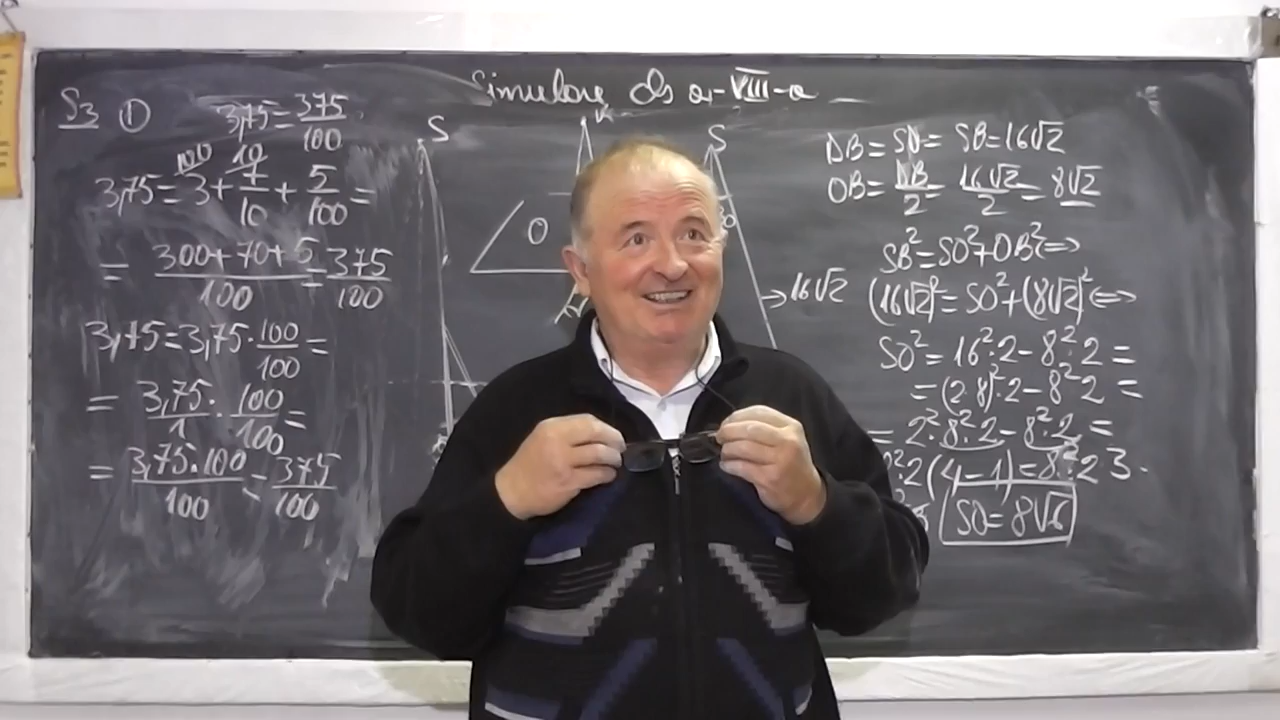 Simulare cls a-VIII-a
S3 ①
3,75=375/100
100 10
3,75=3+7/10+5/100=
=300+70+5/100=375/100
3,75=3,75·100/100=
=3,75/1·100/100=
=3,75·100/100=375/100
S
V
O
S
16√2
DB=SD=SB=16√2
OB=DB/2=16√2/2=8√2
SB²=SO²+OB²⇔
(16√2)²=SO²+(8√2)²⇔
SO²=16²·2-8²·2=
=(2·8)²·2-8²·2=
=2²·8²·2-8²·2=
²·2(4-1)=8²·2·3.
SO=8√6